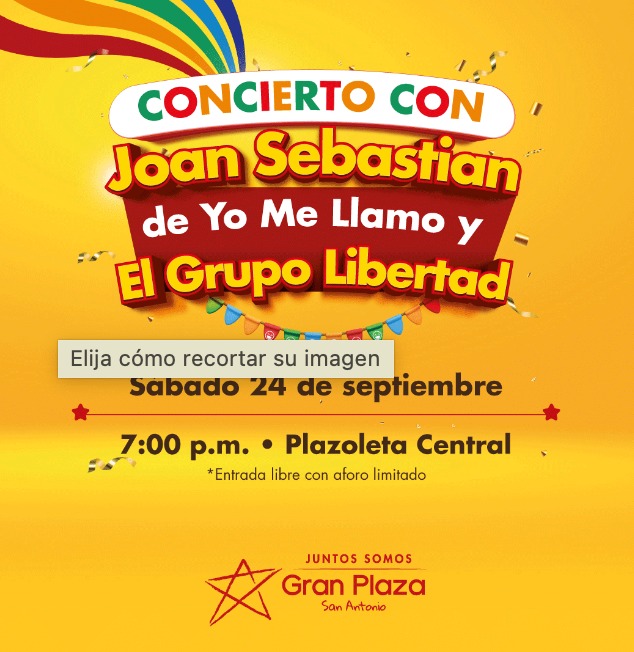 CONCIERTO CON
Joan Sebastian
de Yo Me Llamo y
El Grupo Libertad
Elija cómo recortar su imagen
Sábado 24 de septiembre
7:00 p.m. • Plazoleta Central
*Entrada libre con aforo limitado
JUNTOS SOMOS
Gran Plaza
San Antonio